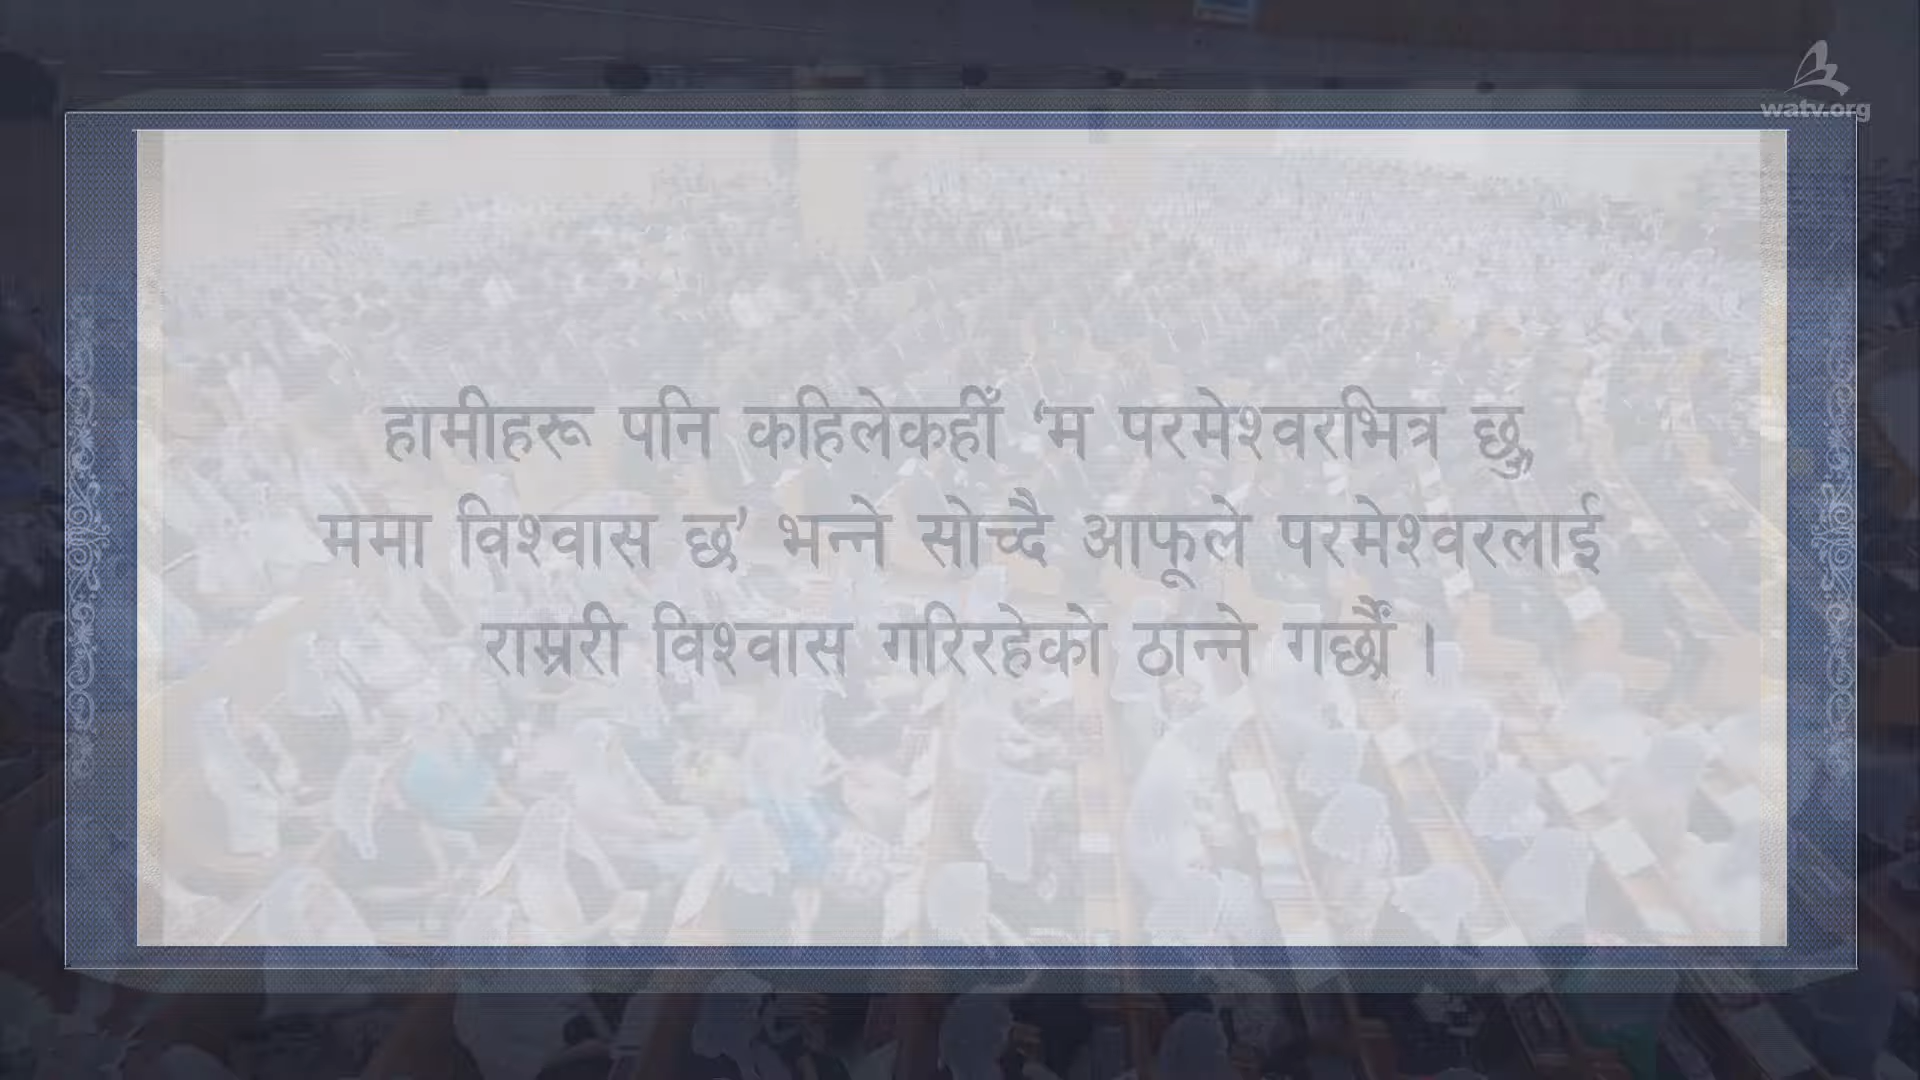 watv.org
हामीहरू पनि कहिलेकहीँ ‘म परमेश्वरभित्र छु
ममा विश्वास छ’ भन्ने सोच्दै आफूले परमेश्वरलाई
राम्ररी विश्वास गरिरहेको ठान्ने गर्छौं ।